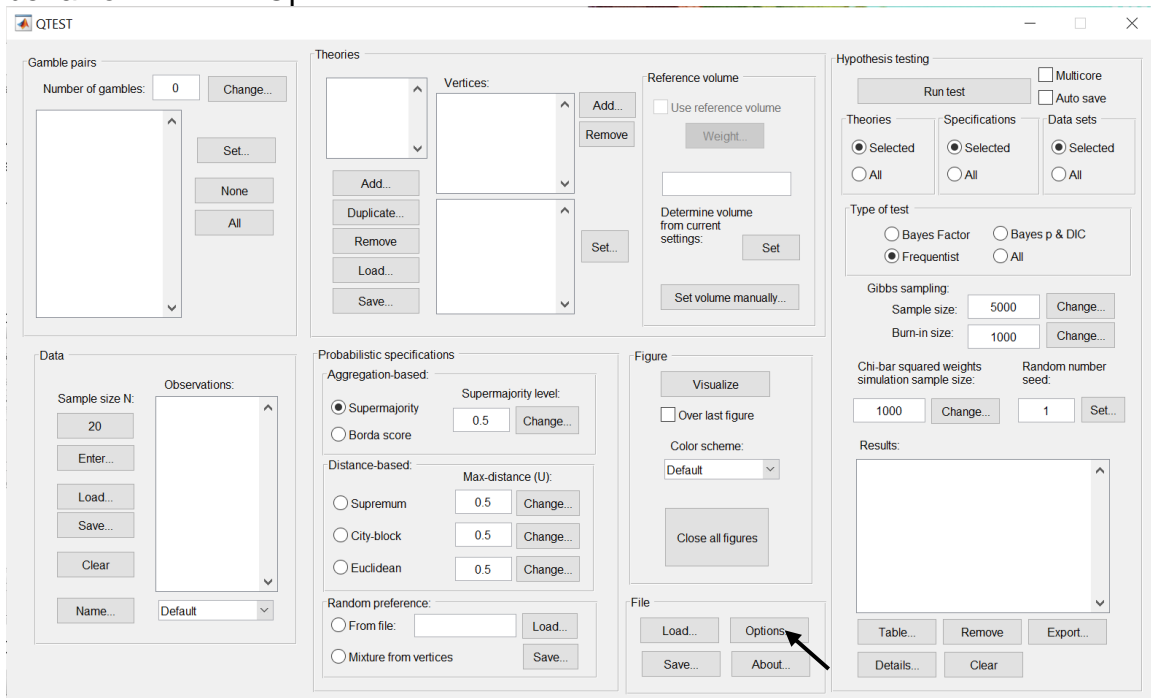 QTEST
Gamble pairs
Number of gambles: 0 Change...
Set...
None
All
Theories
Vertices:
Add...
Remove
Add...
Duplicate...
Remove
Load...
Save...
Set...
Reference volume
Use reference volume
Weight...
Determine volume
from current
settings:
Set
Set volume manually...
Hypothesis testing
Run test
Multicore
Auto save
Theories
Selected
All
Specifications
Selected
All
Data sets
Selected
All
Type of test
Bayes Factor Bayes p & DIC
Frequentist All
Gibbs sampling:
Sample size: 5000 Change...
Burn-in size: 1000 Change...
Chi-bar squared weights
simulation sample size:
1000 Change...
Random number
seed:
1 Set...
Results:
Table... Remove Export...
Details... Clear
Data
Sample size N:
20
Enter...
Load...
Save...
Clear
Name...
Observations:
Default
Probabilistic specifications
Aggregation-based:
Supermajority level:
Supermajority 0.5 Change...
Borda score
Distance-based:
Max-distance (U):
Supremum 0.5 Change...
City-block 0.5 Change...
Euclidean 0.5 Change...
Random preference:
From file: Load...
Mixture from vertices Save...
Figure
Visualize
Over last figure
Color scheme:
Default
Close all figures
File
Load... Options...
Save... About...